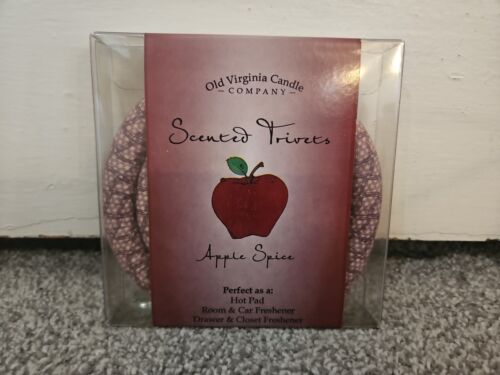 Old Virginia Candle
COMPANY
Scented Trivets
Apple Spice
Perfect as a:
Hot Pad
Room & Car Freshener
Drawer & Closet Freshener